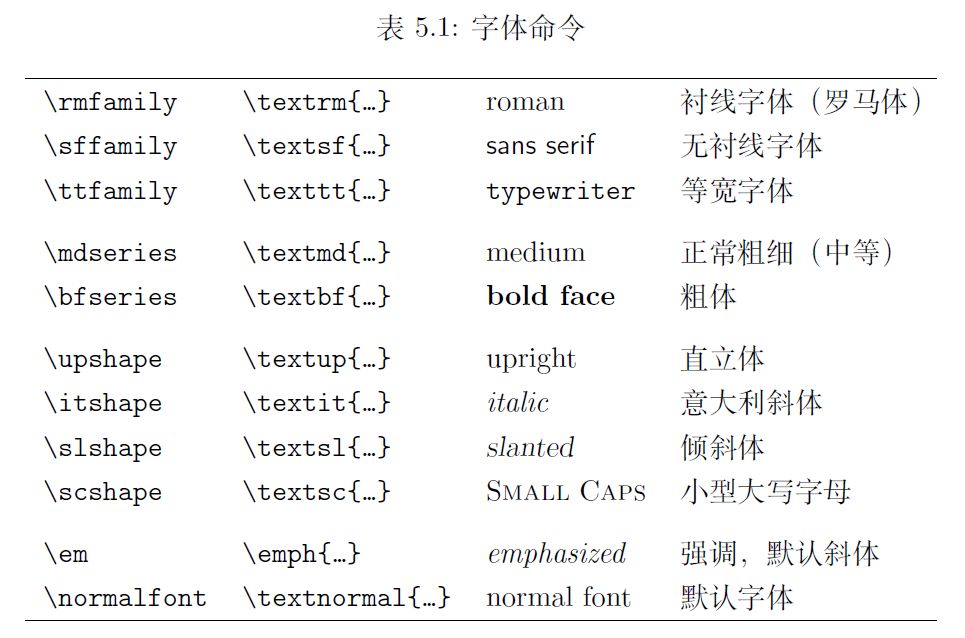 表 5.1: 字体命令
\rmfamily \textrm{…} roman 衬线字体（罗马体）
\sffamily \textsf{…} sans serif 无衬线字体
\ttfamily \texttt{…} typewriter 等宽字体
\mdseries \textmd{…} medium 正常粗细（中等）
\bfseries \textbf{…} bold face 粗体
\upshape \textup{…} upright 直立体
\itshape \textit{…} italic 意大利斜体
\slshape \textsl{…} slanted 倾斜体
\scshape \textsc{…} Small Caps 小型大写字母
\em \emph{…} emphasized 强调，默认斜体
\normalfont \textnormal{…} normal font 默认字体